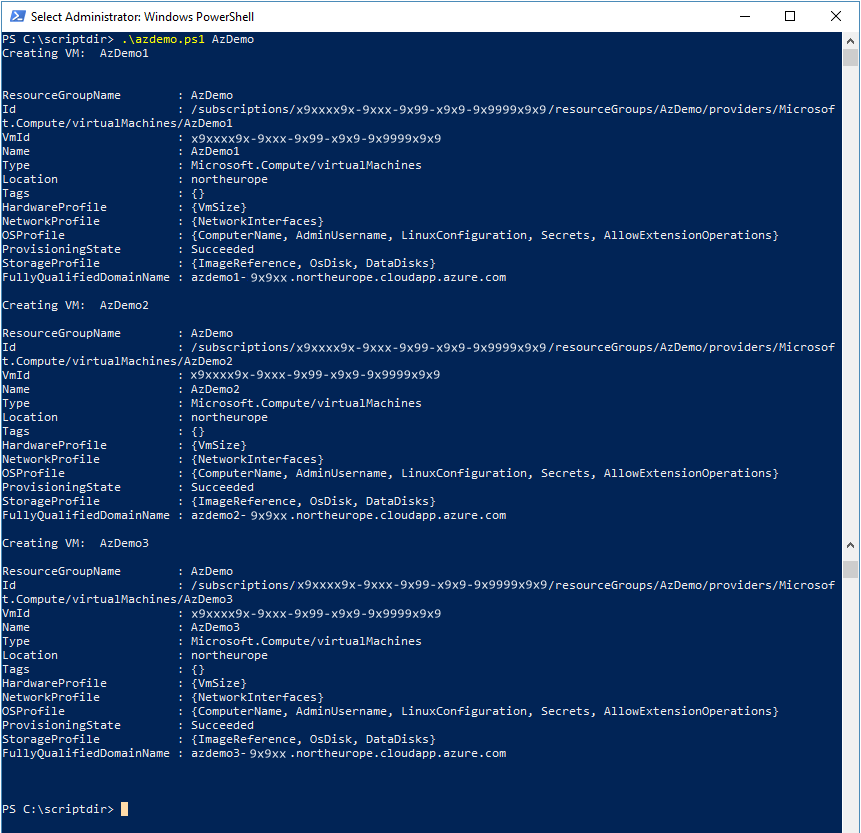 Select Administrator: Windows PowerShell
PS C:\scriptdir> .\azdemo.ps1 AzDemo
Creating VM:  AzDemo1
ResourceGroupName        : AzDemo
Id                       : /subscriptions/x9xxxx9x-9xxx-9x99-x9x9-9x9999x9x9/resourceGroups/AzDemo/providers/Microsof
t.Compute/virtualMachines/AzDemo1
VmId                     : x9xxxx9x-9xxx-9x99-x9x9-9x9999x9x9
Name                     : AzDemo1
Type                     : Microsoft.Compute/virtualMachines
Location                 : northeurope
Tags                     : {}
HardwareProfile          : {VmSize}
NetworkProfile           : {NetworkInterfaces}
OSProfile                : {ComputerName, AdminUsername, LinuxConfiguration, Secrets, AllowExtensionOperations}
ProvisioningState        : Succeeded
StorageProfile           : {ImageReference, OsDisk, DataDisks}
FullyQualifiedDomainName : azdemo1-9x9xx.northeurope.cloudapp.azure.com
Creating VM:  AzDemo2
ResourceGroupName        : AzDemo
Id                       : /subscriptions/x9xxxx9x-9xxx-9x99-x9x9-9x9999x9x9/resourceGroups/AzDemo/providers/Microsof
t.Compute/virtualMachines/AzDemo2
VmId                     : x9xxxx9x-9xxx-9x99-x9x9-9x9999x9x9
Name                     : AzDemo2
Type                     : Microsoft.Compute/virtualMachines
Location                 : northeurope
Tags                     : {}
HardwareProfile          : {VmSize}
NetworkProfile           : {NetworkInterfaces}
OSProfile                : {ComputerName, AdminUsername, LinuxConfiguration, Secrets, AllowExtensionOperations}
ProvisioningState        : Succeeded
StorageProfile           : {ImageReference, OsDisk, DataDisks}
FullyQualifiedDomainName : azdemo2-9x9xx.northeurope.cloudapp.azure.com
Creating VM:  AzDemo3
ResourceGroupName        : AzDemo
Id                       : /subscriptions/x9xxxx9x-9xxx-9x99-x9x9-9x9999x9x9/resourceGroups/AzDemo/providers/Microsof
t.Compute/virtualMachines/AzDemo3
VmId                     : x9xxxx9x-9xxx-9x99-x9x9-9x9999x9x9
Name                     : AzDemo3
Type                     : Microsoft.Compute/virtualMachines
Location                 : northeurope
Tags                     : {}
HardwareProfile          : {VmSize}
NetworkProfile           : {NetworkInterfaces}
OSProfile                : {ComputerName, AdminUsername, LinuxConfiguration, Secrets, AllowExtensionOperations}
ProvisioningState        : Succeeded
StorageProfile           : {ImageReference, OsDisk, DataDisks}
FullyQualifiedDomainName : azdemo3-9x9xx.northeurope.cloudapp.azure.com
PS C:\scriptdir>